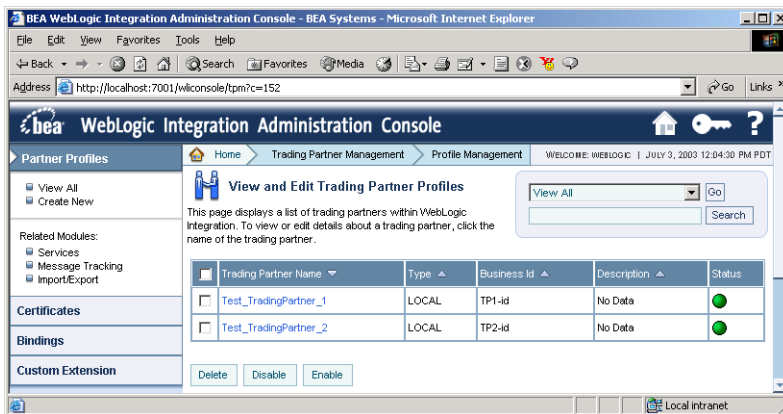 BEA WebLogic Integration Administration Console - BEA Systems - Microsoft Internet Explorer
File Edit View Favorites Tools Help
Back Search Favorites Media
Address http://localhost:7001/wliconsole/tpm?c=152 Go Links »
bea WebLogic Integration Administration Console ?
Partner Profiles
Home Trading Partner Management Profile Management WELCOME: WEBLOGIC | JULY 3, 2003 12:04:30 PM PDT
View All
Create New
Related Modules:
Services
Message Tracking
Import/Export
Certificates
Bindings
Custom Extension
View and Edit Trading Partner Profiles
This page displays a list of trading partners within WebLogic
Integration. To view or edit details about a trading partner, click the
name of the trading partner.
View All Go
Search
Trading Partner Name Type Business Id Description Status
Test_TradingPartner_1 LOCAL TP1-id No Data
Test_TradingPartner_2 LOCAL TP2-id No Data
Delete Disable Enable
Local intranet